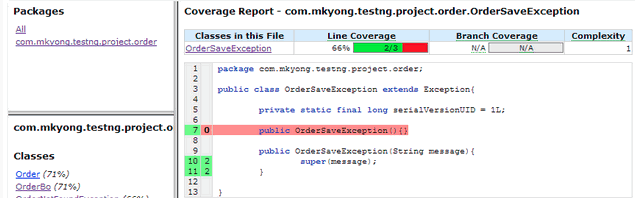 Packages
All
com.mkyong.testng.project.order
com.mkyong.testng.project.o
Classes
Order (71%)
OrderBo (71%)
OrderNotFoundException (66%)
Coverage Report - com.mkyong.testng.project.order.OrderSaveException
Classes in this File Line Coverage Branch Coverage Complexity
OrderSaveException 66% 2/3 N/A N/A 1
1 package com.mkyong.testng.project.order;
2
3 public class OrderSaveException extends Exception{
4
5 private static final long serialVersionUID = 1L;
6
7 0 public OrderSaveException(){}
8
9 public OrderSaveException(String message){
10 2 super(message);
11 2 }
12
13 }